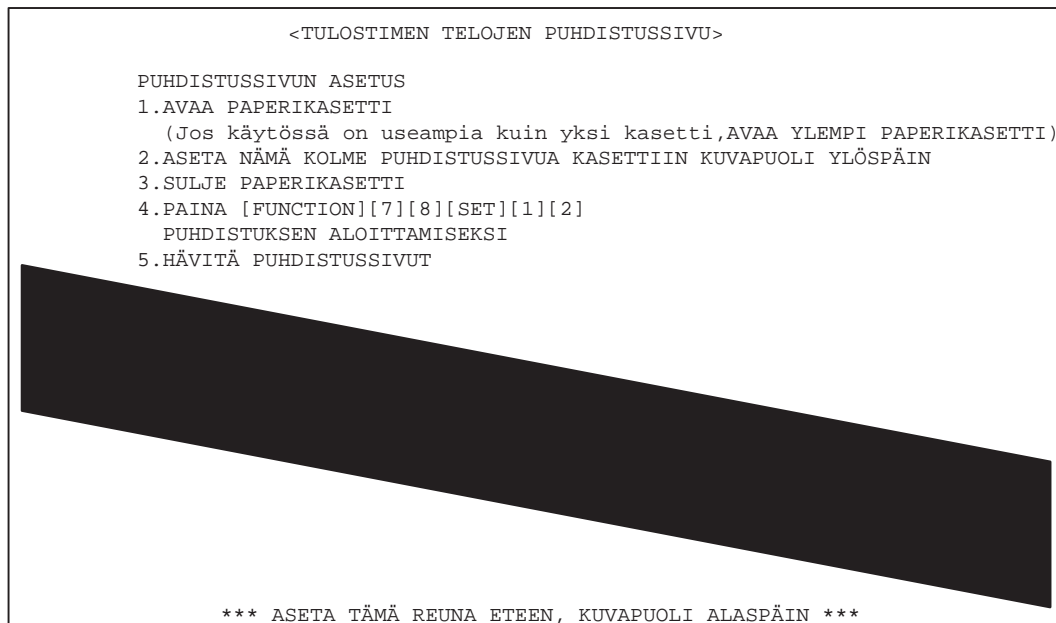 <TULOSTIMEN TELOJEN PUHDISTUSSIVU>
PUHDISTUSSIVUN ASETUS
1.AVAA PAPERIKASETTI
(Jos käytössä on useampia kuin yksi kasetti,AVAA YLEMPI PAPERIKASETTI)
2.ASETA NÄMÄ KOLME PUHDISTUSSIVUA KASETTIIN KUVAPUOLI YLÖSPÄIN
3.SULJE PAPERIKASETTI
4.PAINA [FUNCTION][7][8][SET][1][2]
PUHDISTUKSEN ALOITTAMISEKSI
5.HÄVITÄ PUHDISTUSSIVUT
*** ASETA TÄMÄ REUNA ETEEN, KUVAPUOLI ALASPÄIN ***